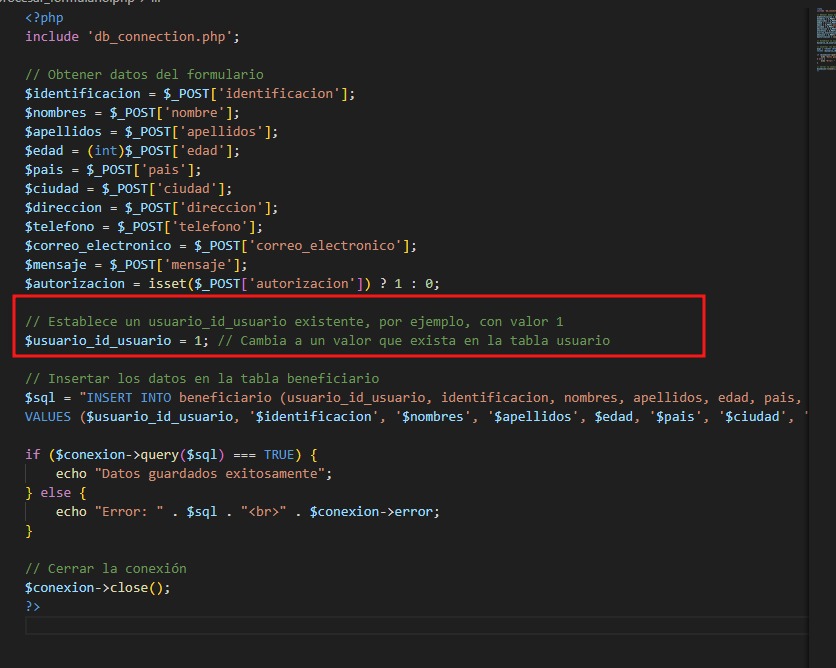 procesar_formulario.php > ...
<?php
include 'db_connection.php';
// Obtener datos del formulario
$identificacion = $_POST['identificacion'];
$nombres = $_POST['nombre'];
$apellidos = $_POST['apellidos'];
$edad = (int)$_POST['edad'];
$pais = $_POST['pais'];
$ciudad = $_POST['ciudad'];
$direccion = $_POST['direccion'];
$telefono = $_POST['telefono'];
$correo_electronico = $_POST['correo_electronico'];
$mensaje = $_POST['mensaje'];
$autorizacion = isset($_POST['autorizacion']) ? 1 : 0;
// Establece un usuario_id_usuario existente, por ejemplo, con valor 1
$usuario_id_usuario = 1; // Cambia a un valor que exista en la tabla usuario
// Insertar los datos en la tabla beneficiario
$sql = "INSERT INTO beneficiario (usuario_id_usuario, identificacion, nombres, apellidos, edad, pais,
VALUES ($usuario_id_usuario, '$identificacion', '$nombres', '$apellidos', $edad, '$pais', '$ciudad', '
if ($conexion->query($sql) === TRUE) {
echo "Datos guardados exitosamente";
} else {
echo "Error: " . $sql . "<br>" . $conexion->error;
}
// Cerrar la conexión
$conexion->close();
?>